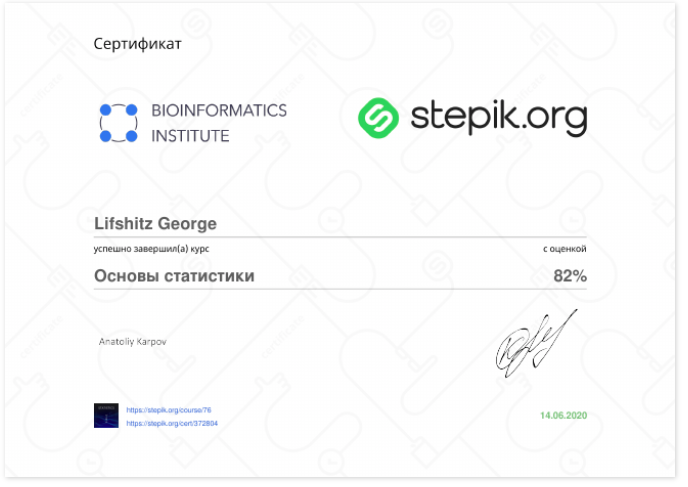 Сертификат
BIOINFORMATICS
INSTITUTE
stepik.org
Lifshitz George
успешно завершил(а) курс
с оценкой
Основы статистики
82%
Anatoliy Karpov
https://stepik.org/course/76
https://stepik.org/cert/372804
14.06.2020